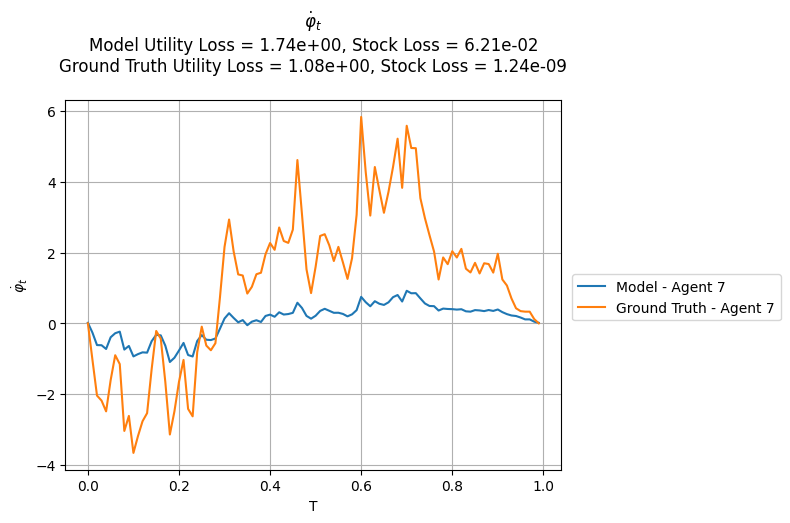 φ̇ₜ
Model Utility Loss = 1.74e+00, Stock Loss = 6.21e-02
Ground Truth Utility Loss = 1.08e+00, Stock Loss = 1.24e-09
φ̇ₜ
6
4
2
0
−2
−4
0.0 0.2 0.4 0.6 0.8 1.0
T
Model - Agent 7
Ground Truth - Agent 7